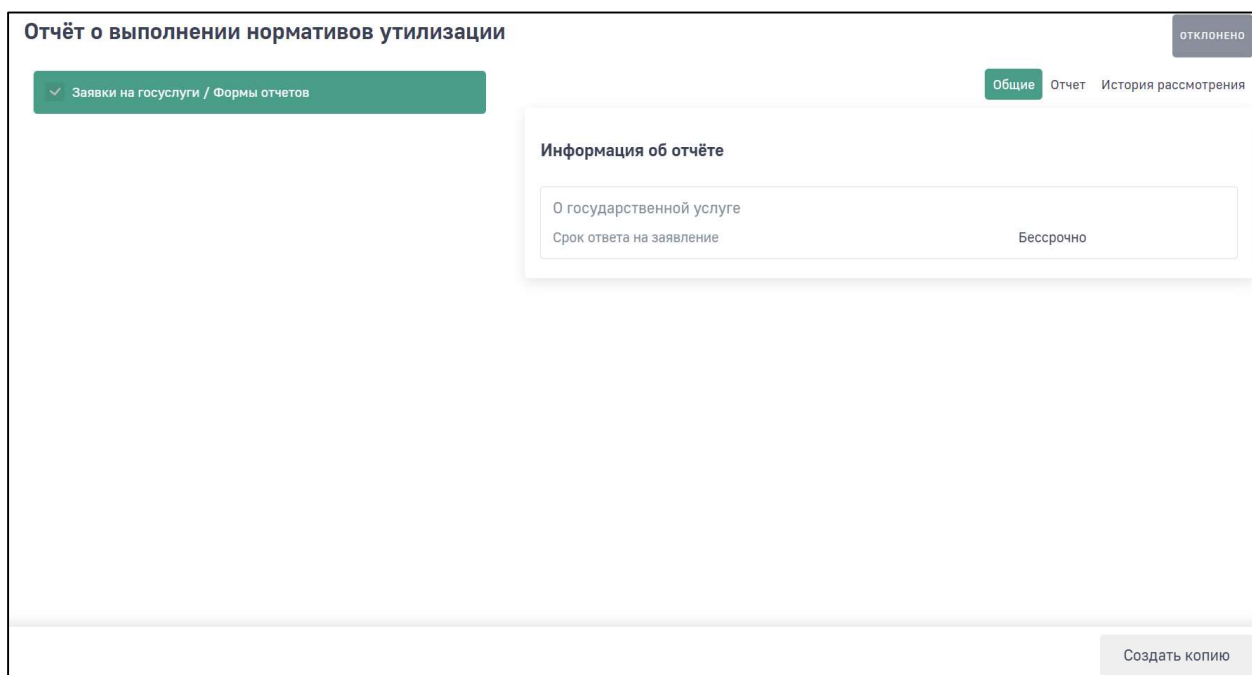 Отчёт о выполнении нормативов утилизации
ОТКЛОНЕНО
Заявки на госуслуги / Формы отчетов
Общие Отчет История рассмотрения
Информация об отчёте
О государственной услуге
Срок ответа на заявление Бессрочно
Создать копию